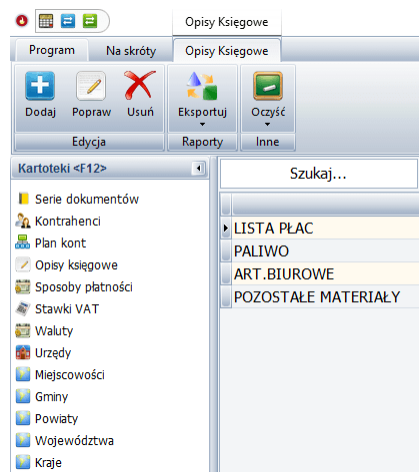 Opisy Księgowe
Program Na skróty Opisy Księgowe
Dodaj Popraw Usuń Eksportuj Oczyść
Edycja Raporty Inne
Kartoteki <F12>
Szukaj...
Serie dokumentów
Kontrahenci
Plan kont
Opisy księgowe
Sposoby płatności
Stawki VAT
Waluty
Urzędy
Miejscowości
Gminy
Powiaty
Województwa
Kraje
LISTA PŁAC
PALIWO
ART.BIUROWE
POZOSTAŁE MATERIAŁY